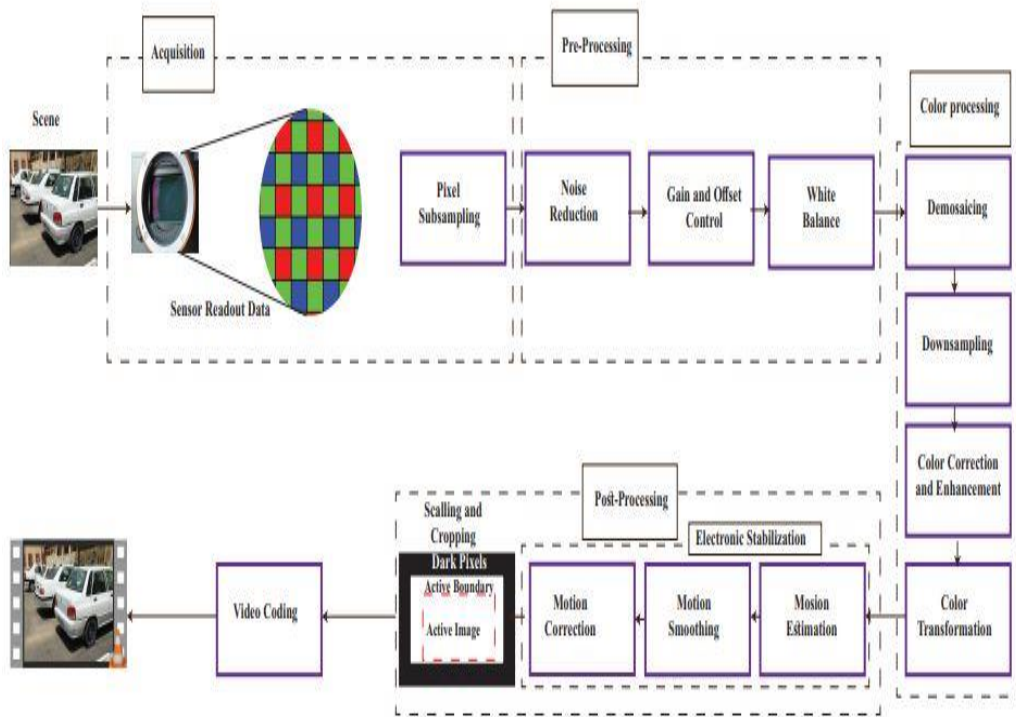 Acquisition
Pre-Processing
Scene
Color processing
Pixel
Subsampling
Noise
Reduction
Gain and Offset
Control
White
Balance
Demosaicing
Sensor Readout Data
Downsampling
Color Correction
and Enhancement
Post-Processing
Scalling and
Cropping
Dark Pixels
Active Boundary
Active Image
Electronic Stabilization
Video Coding
Motion
Correction
Motion
Smoothing
Mosion
Estimation
Color
Transformation